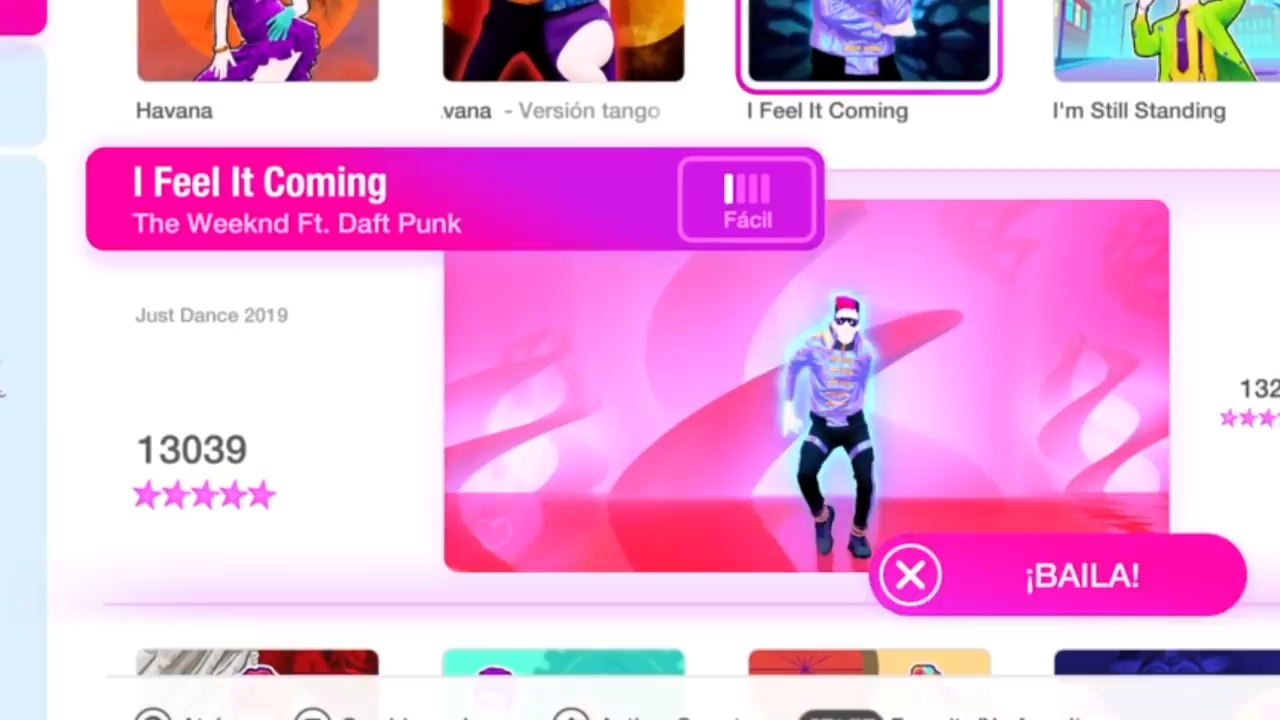 Havana
vana - Versión tango
I Feel It Coming
I'm Still Standing
I Feel It Coming
The Weeknd Ft. Daft Punk
Fácil
Just Dance 2019
13039
132
¡BAILA!